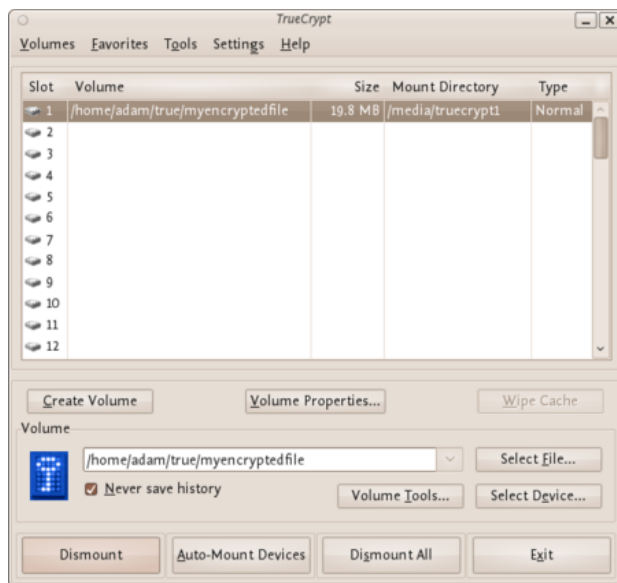 TrueCrypt
Volumes Favorites Tools Settings Help
Slot Volume Size Mount Directory Type
1 /home/adam/true/myencryptedfile 19.8 MB /media/truecrypt1 Normal
2
3
4
5
6
7
8
9
10
11
12
Create Volume Volume Properties... Wipe Cache
Volume
/home/adam/true/myencryptedfile Select File...
Never save history Volume Tools... Select Device...
Dismount Auto-Mount Devices Dismount All Exit